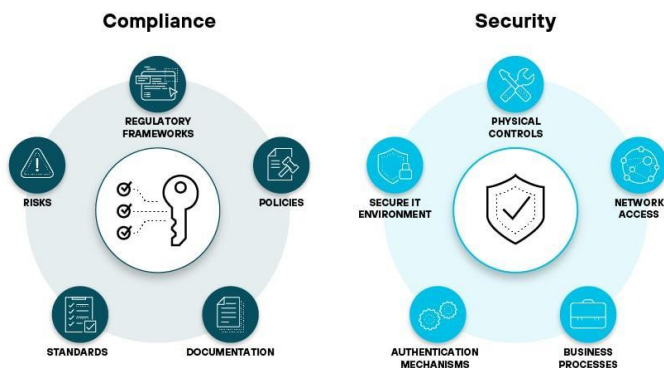 Compliance
REGULATORY
FRAMEWORKS
RISKS
POLICIES
STANDARDS
DOCUMENTATION
Security
PHYSICAL
CONTROLS
SECURE IT
ENVIRONMENT
NETWORK
ACCESS
AUTHENTICATION
MECHANISMS
BUSINESS
PROCESSES